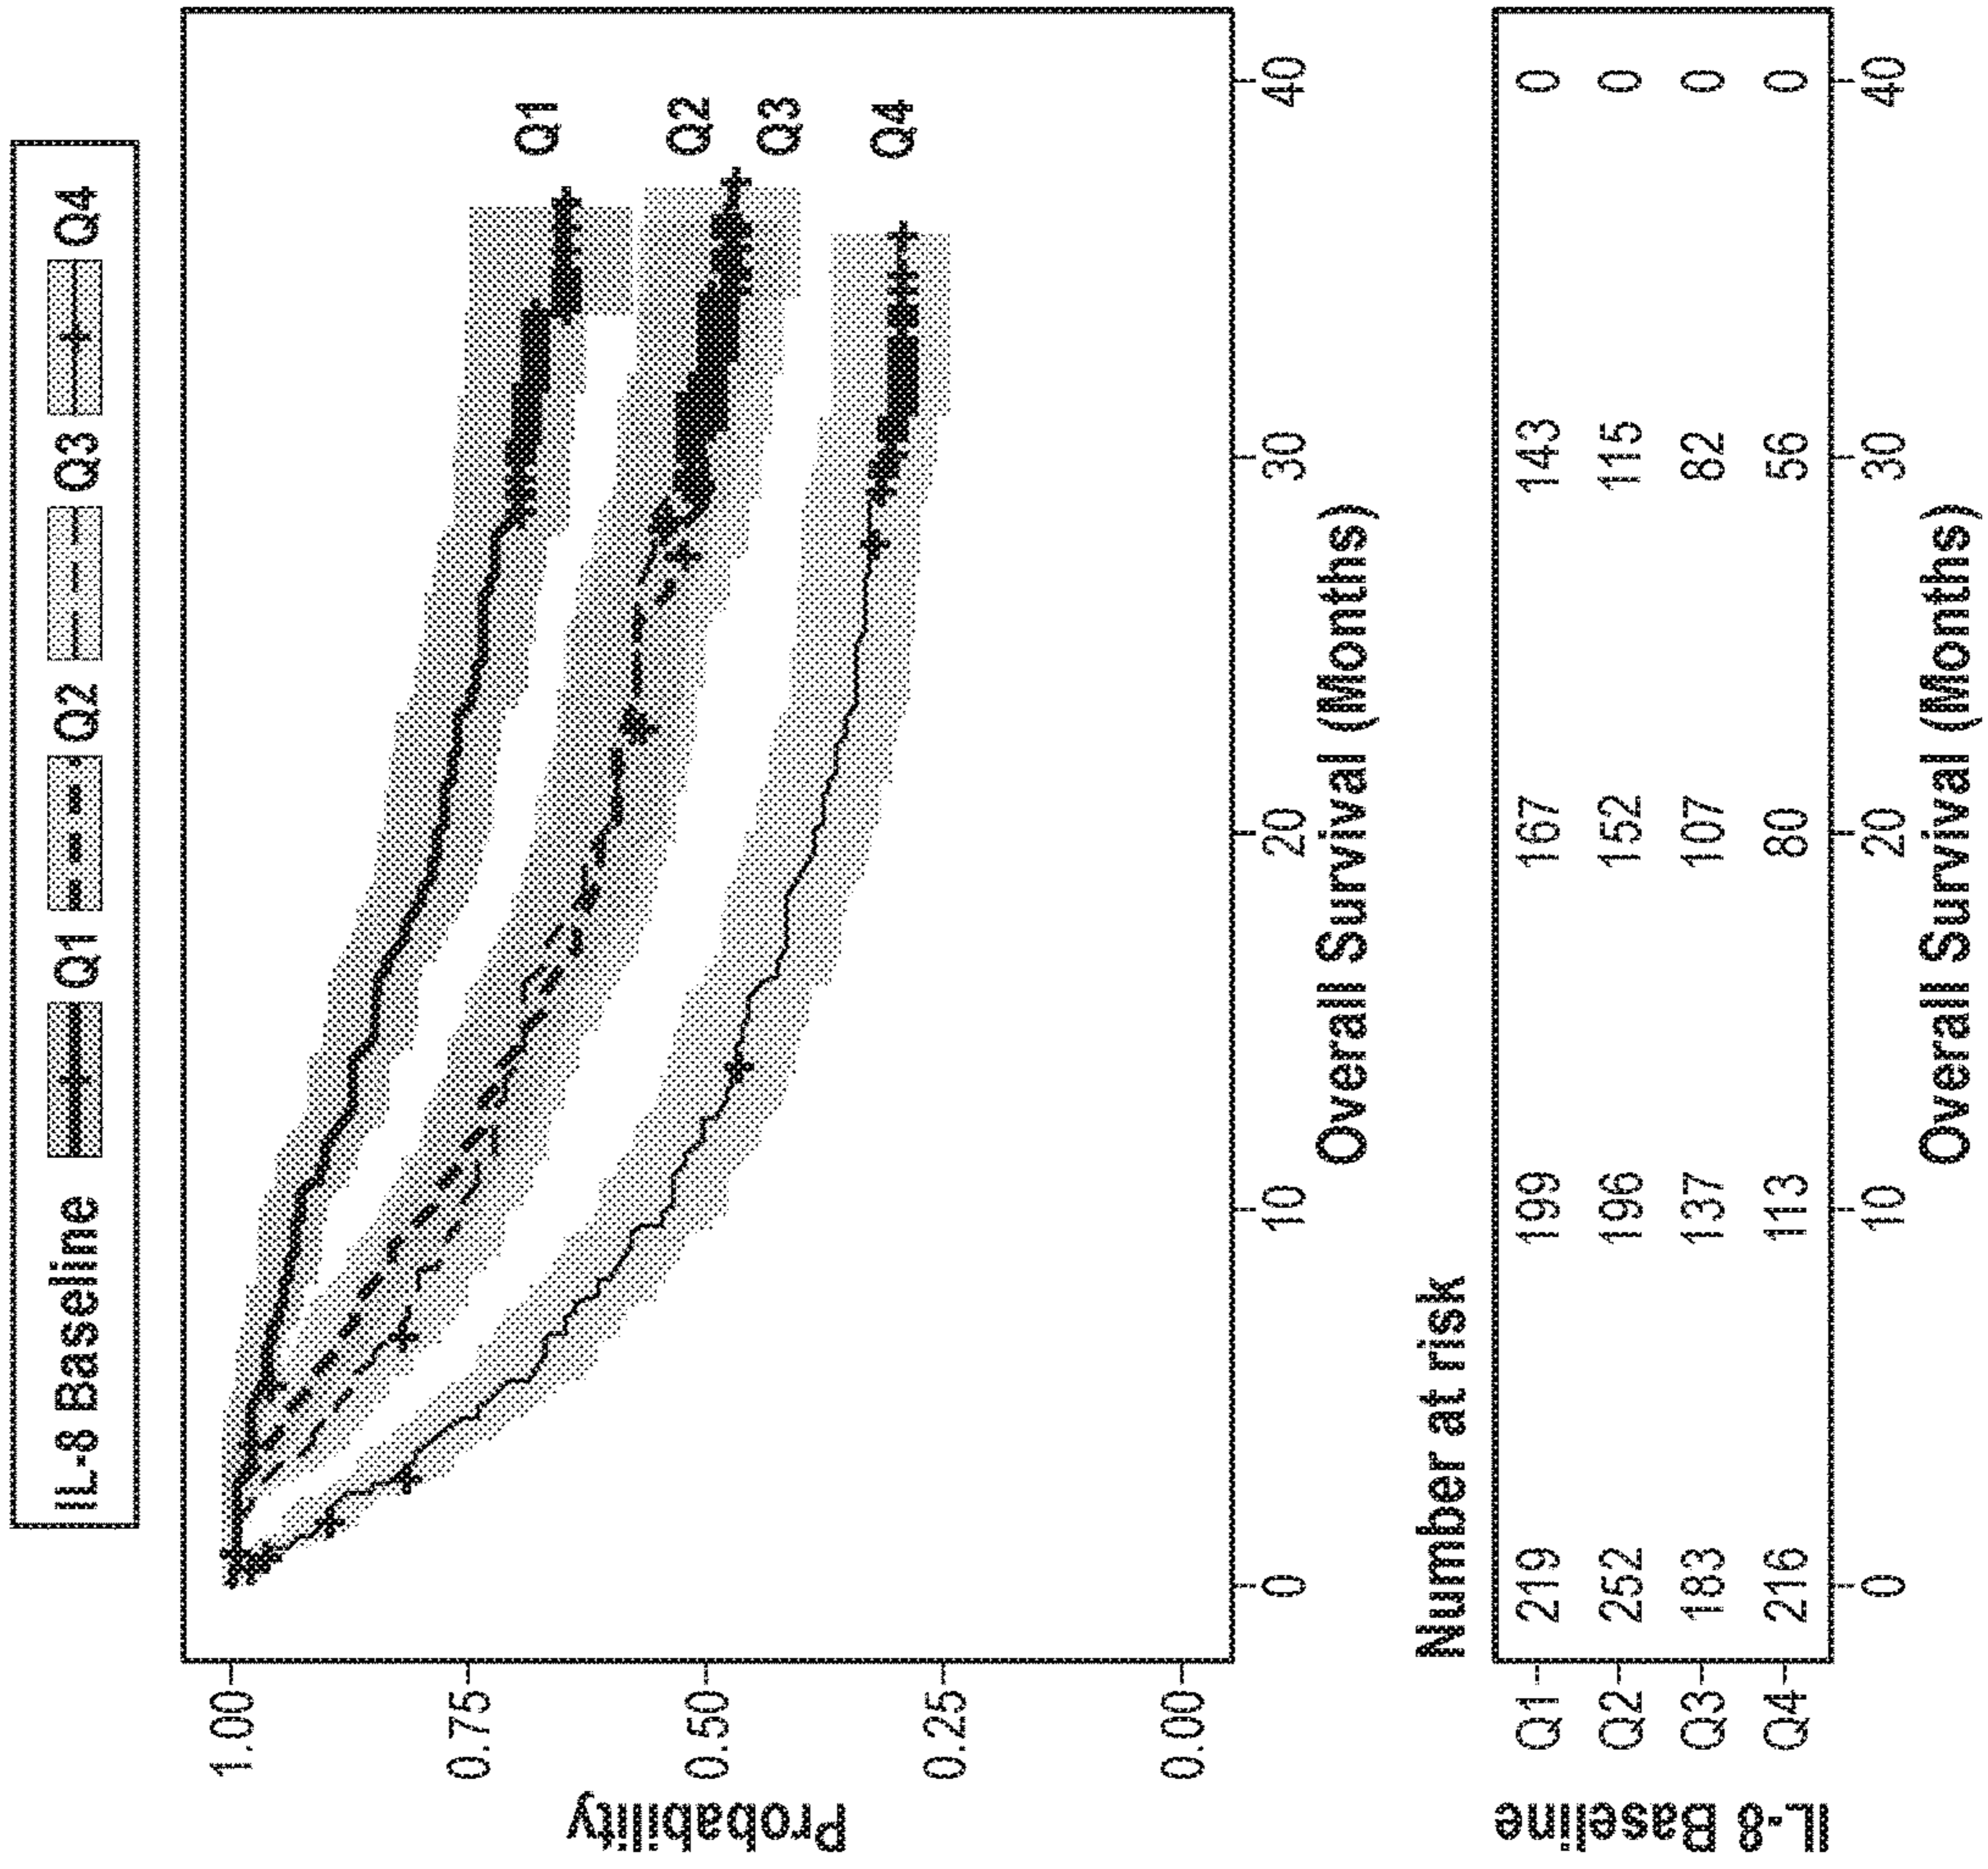 IL-8 Baseline Q1 Q2 Q3 Q4
Probability
1.00
0.75
0.50
0.25
0.00
Q1
Q2
Q3
Q4
0 10 20 30 40
Overall Survival (Months)
Number at risk
IL-8 Baseline
Q1 219 199 167 143 0
Q2 252 196 152 115 0
Q3 183 137 107 82 0
Q4 216 113 80 56 0
0 10 20 30 40
Overall Survival (Months)